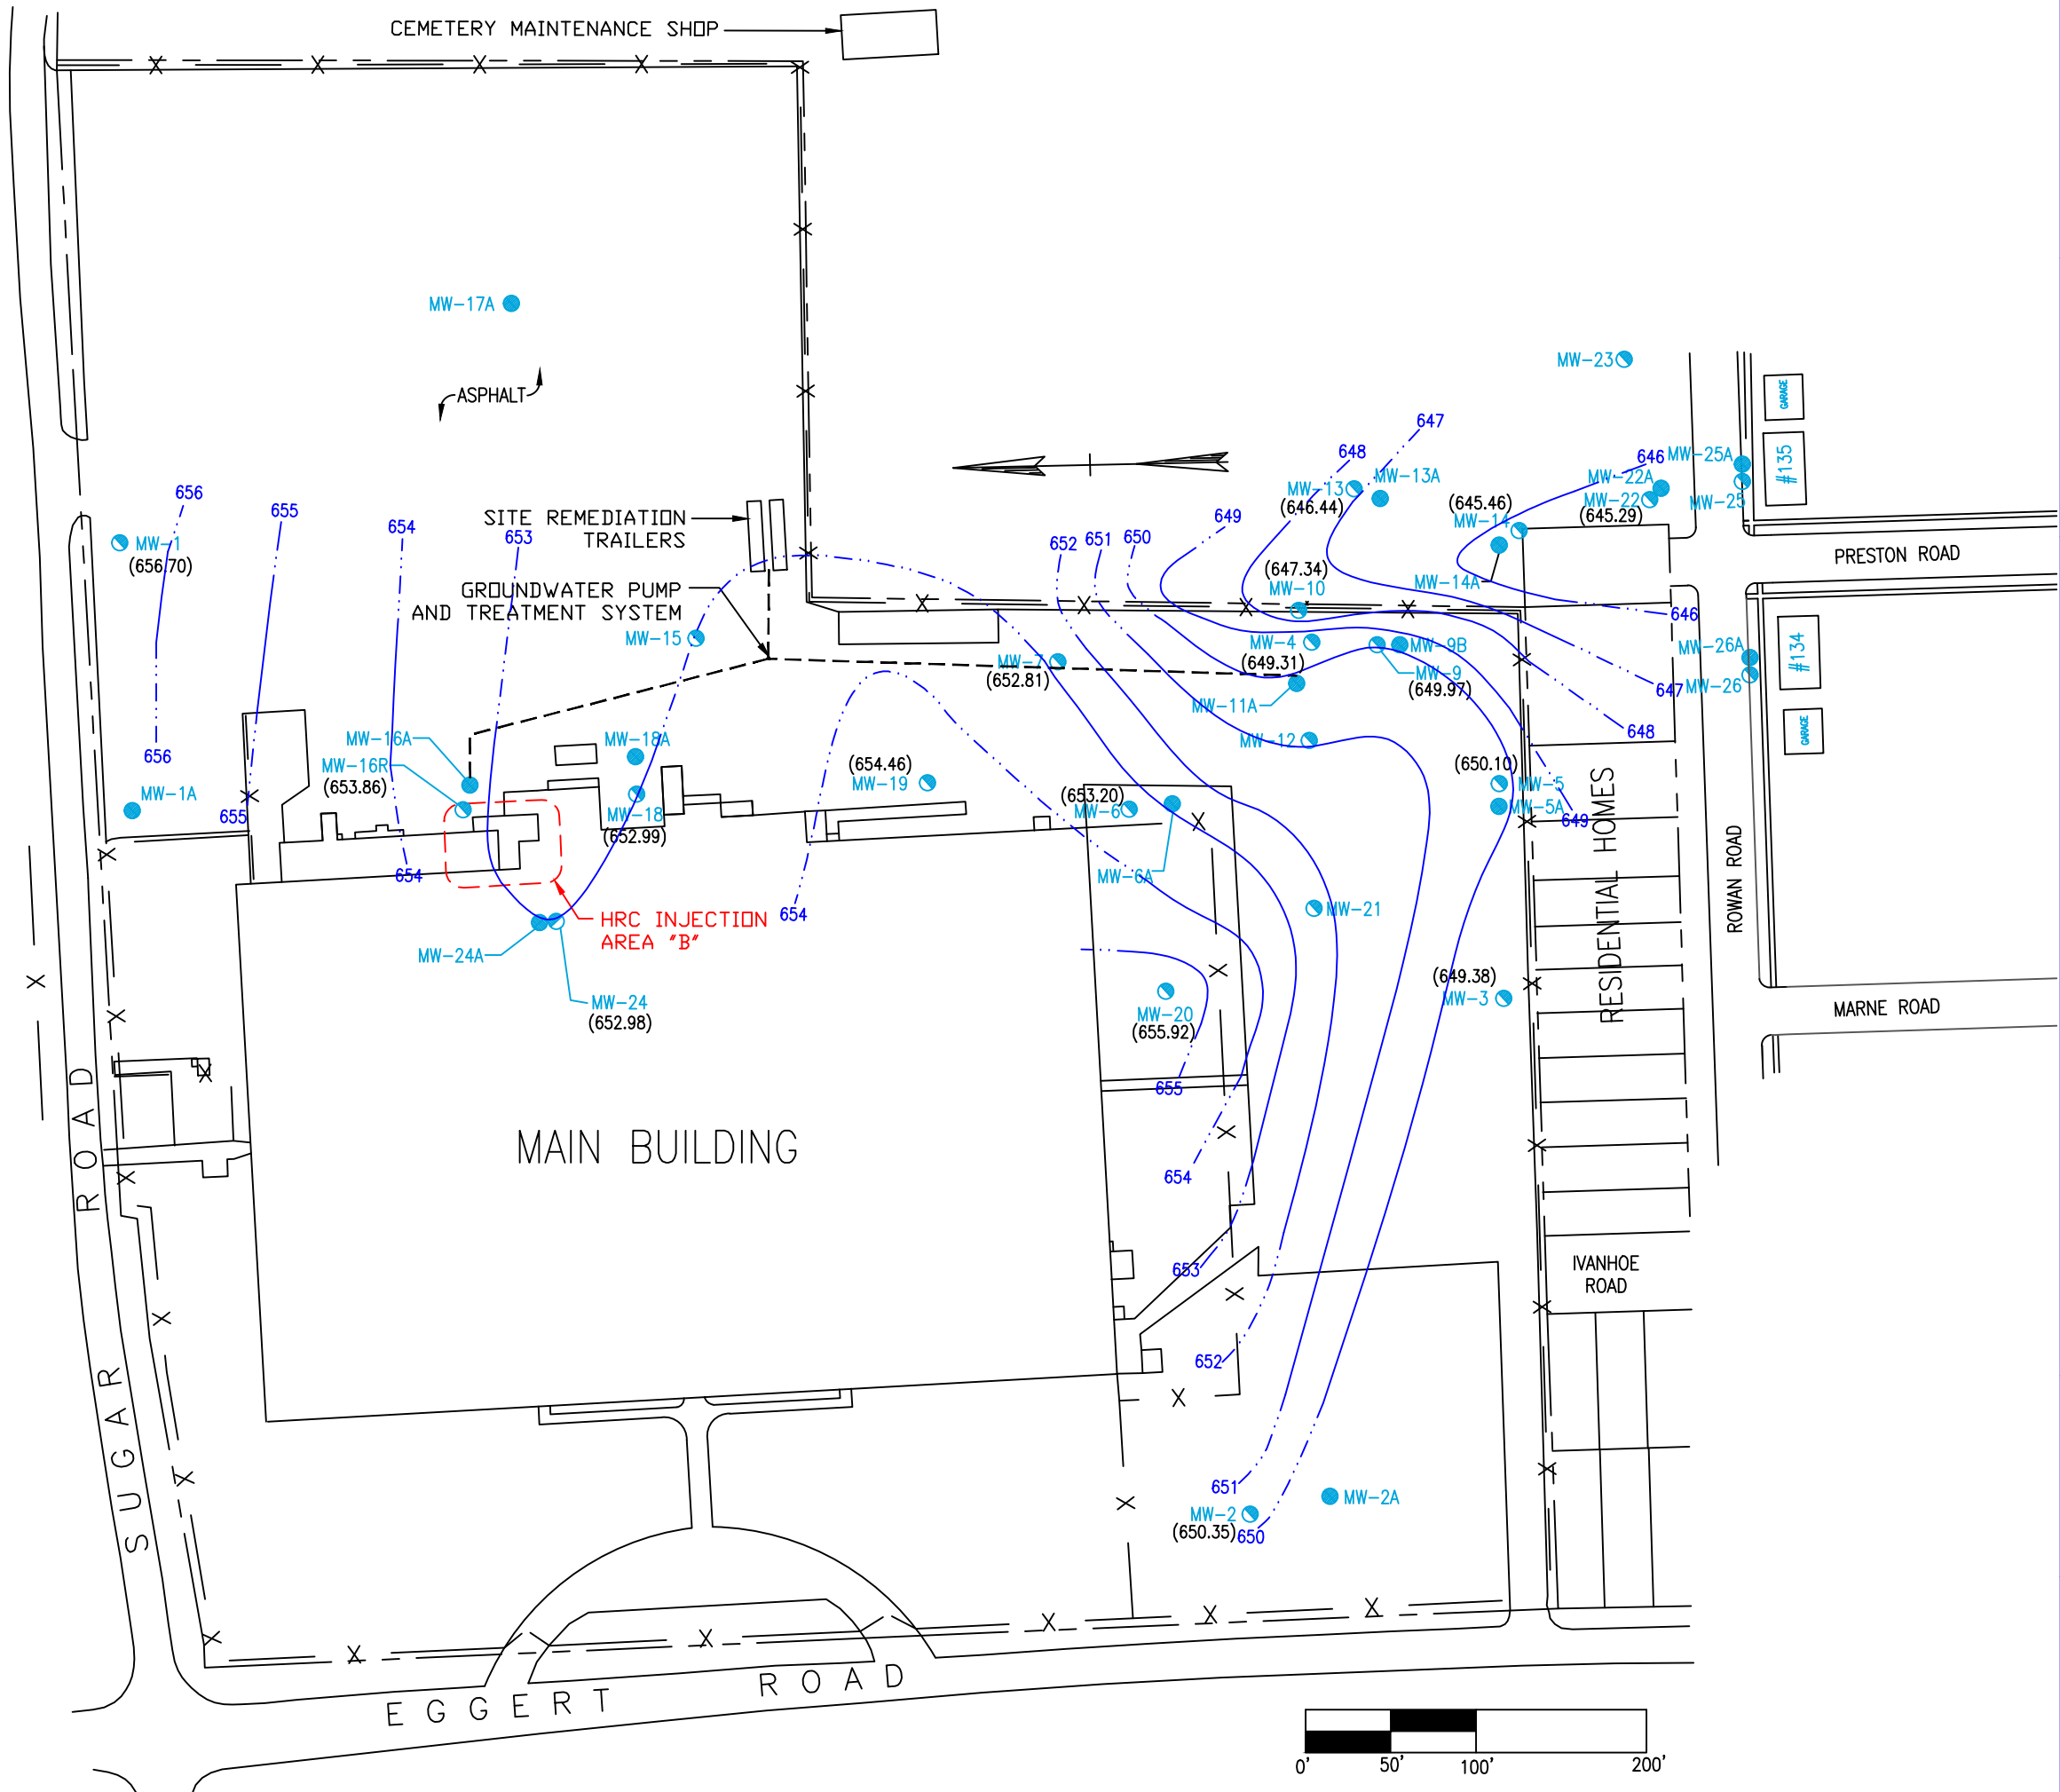 CEMETERY MAINTENANCE SHOP
MW-17A
ASPHALT
MW-23
GARAGE
#135
647
648
646
MW-25A
MW-13A
MW-22A
MW-13
(646.44)
MW-22
(645.29)
MW-25
(645.46)
MW-14
656
655
654
653
649
652
651
650
SITE REMEDIATION
TRAILERS
MW-1
(656.70)
PRESTON ROAD
(647.34)
MW-10
MW-14A
GROUNDWATER PUMP
AND TREATMENT SYSTEM
646
MW-15
MW-4
MW-9B
MW-26A
#134
MW-7
(652.81)
(649.31)
MW-9
(649.97)
647
MW-26
MW-11A
648
GARAGE
656
MW-16A
MW-18A
MW-12
MW-16R
(653.86)
(654.46)
MW-19
(650.10)
MW-5
MW-1A
(653.20)
MW-6
MW-5A
655
MW-18
(652.99)
649
654
MW-6A
RESIDENTIAL HOMES
ROWAN ROAD
HRC INJECTION
AREA "B"
654
MW-21
MW-24A
(649.38)
MW-3
MW-24
(652.98)
MW-20
(655.92)
MARNE ROAD
655
MAIN BUILDING
654
653
IVANHOE
ROAD
652
SUGAR ROAD
651
MW-2A
MW-2
(650.35)
650
EGGERT ROAD
0' 50' 100' 200'